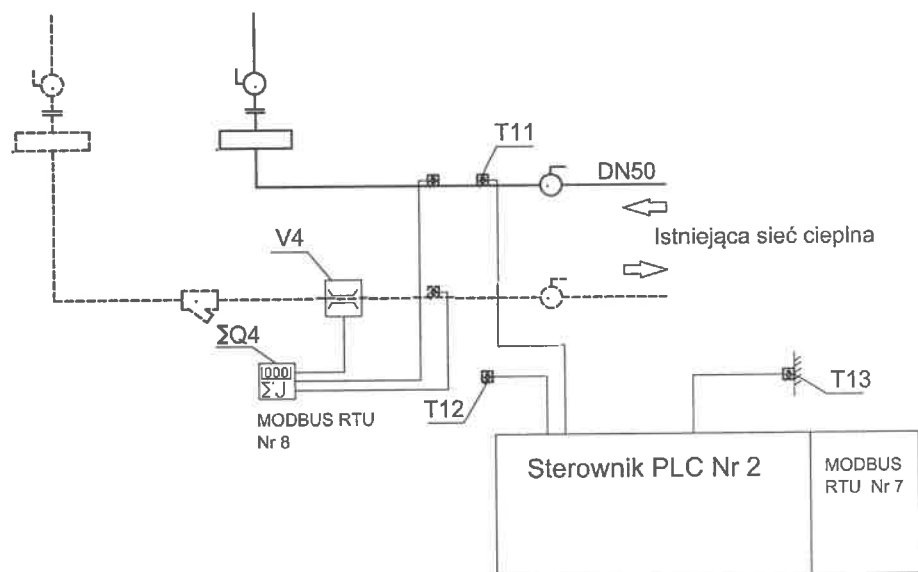 T11
DN50
Istniejąca sieć cieplna
V4
ΣQ4
000
Σ'J
MODBUS RTU
Nr 8
T12
T13
Sterownik PLC Nr 2
MODBUS
RTU Nr 7